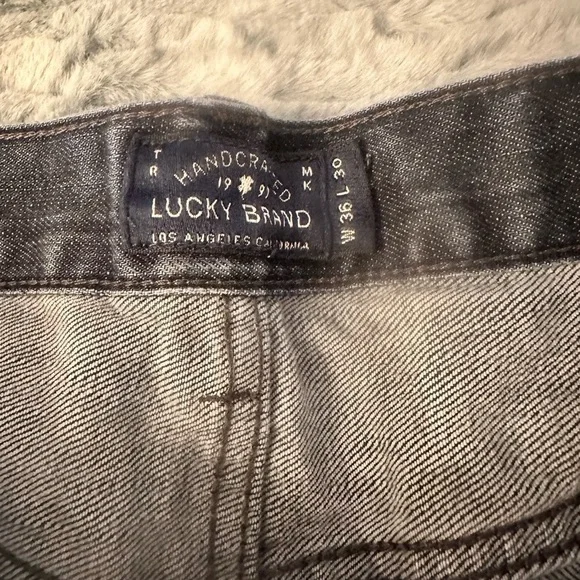 TR MK
HANDCRAFTED
19 91
LUCKY BRAND
LOS ANGELES CALIFORNIA
W 36 L 30